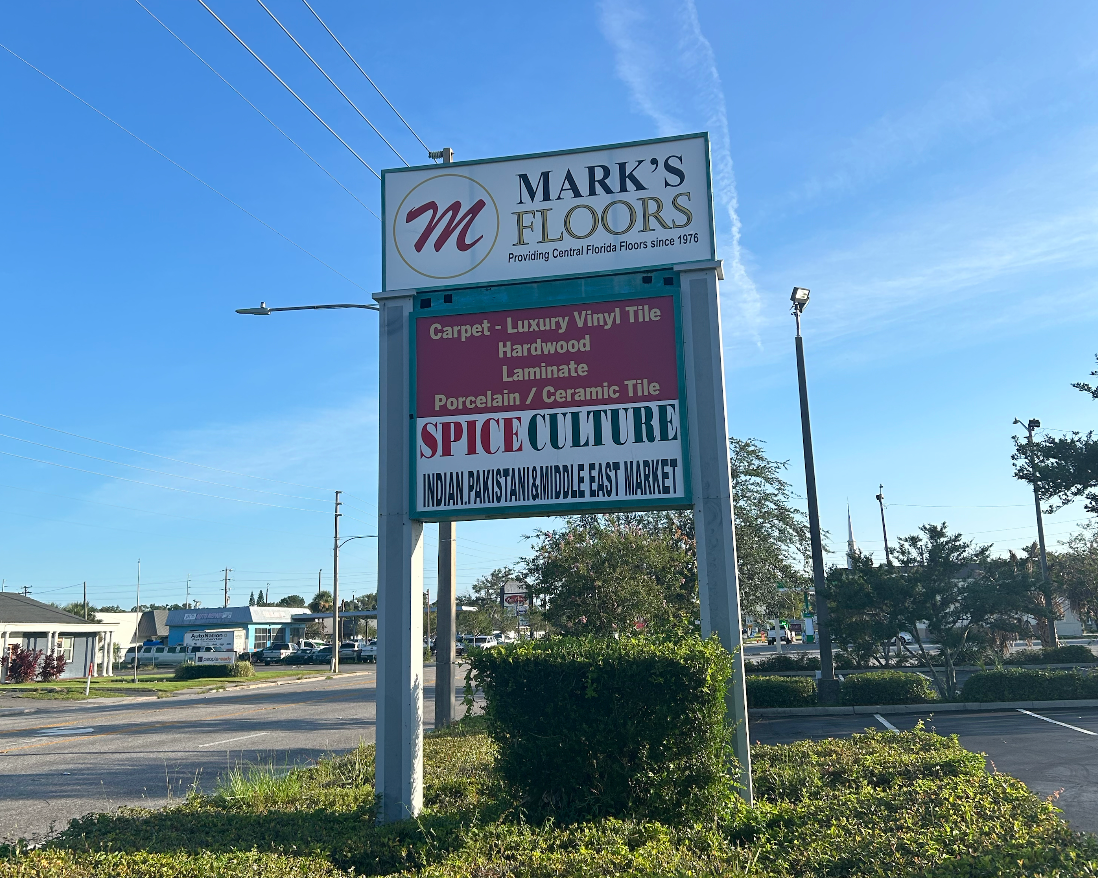 M
MARK'S
FLOORS
Providing Central Florida Floors since 1976
Carpet - Luxury Vinyl Tile
Hardwood
Laminate
Porcelain / Ceramic Tile
SPICE CULTURE
INDIAN.PAKISTANI&MIDDLE EAST MARKET
AutoNation